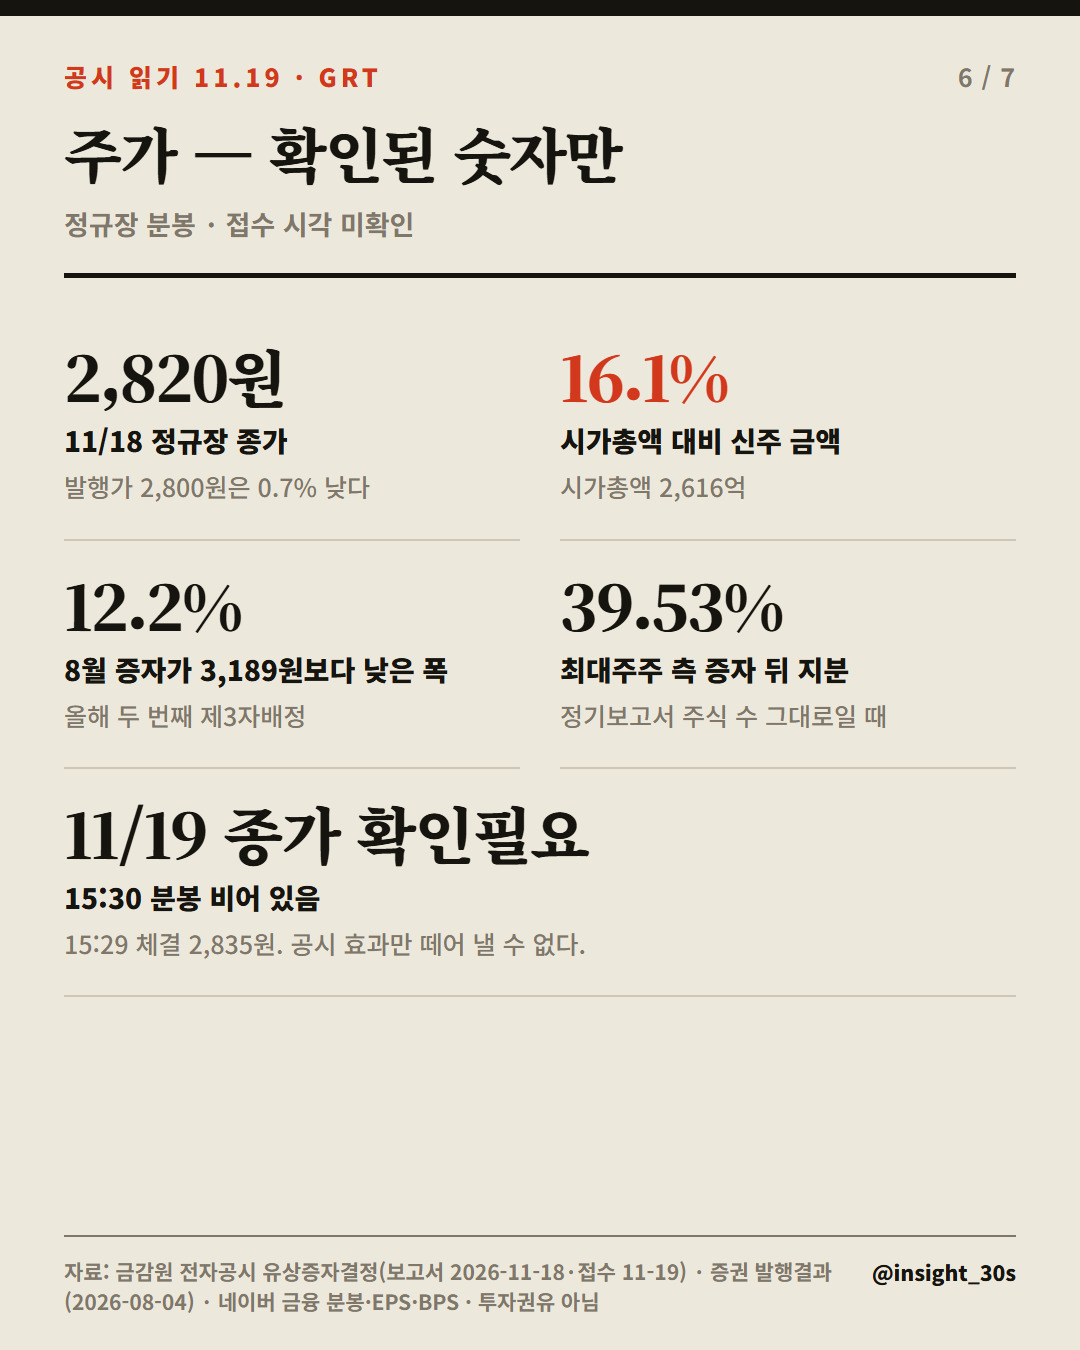 공시 읽기 11.19 · GRT
6 / 7
주가 — 확인된 숫자만
정규장 분봉 · 접수 시각 미확인
2,820원
11/18 정규장 종가
발행가 2,800원은 0.7% 낮다
16.1%
시가총액 대비 신주 금액
시가총액 2,616억
12.2%
8월 증자가 3,189원보다 낮은 폭
올해 두 번째 제3자배정
39.53%
최대주주 측 증자 뒤 지분
정기보고서 주식 수 그대로일 때
11/19 종가 확인필요
15:30 분봉 비어 있음
15:29 체결 2,835원. 공시 효과만 떼어 낼 수 없다.
자료: 금감원 전자공시 유상증자결정(보고서 2026-11-18·접수 11-19) · 증권 발행결과
(2026-08-04) · 네이버 금융 분봉·EPS·BPS · 투자권유 아님
@insight_30s